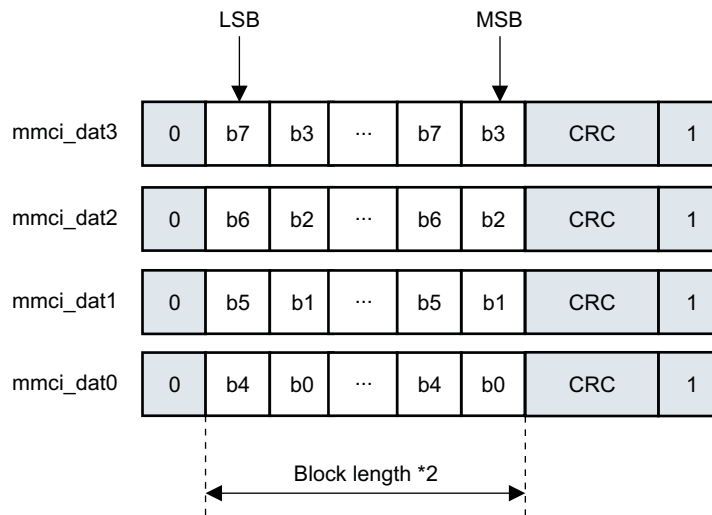 LSB MSB
mmci_dat3 0 b7 b3 ... b7 b3 CRC 1
mmci_dat2 0 b6 b2 ... b6 b2 CRC 1
mmci_dat1 0 b5 b1 ... b5 b1 CRC 1
mmci_dat0 0 b4 b0 ... b4 b0 CRC 1
Block length *2